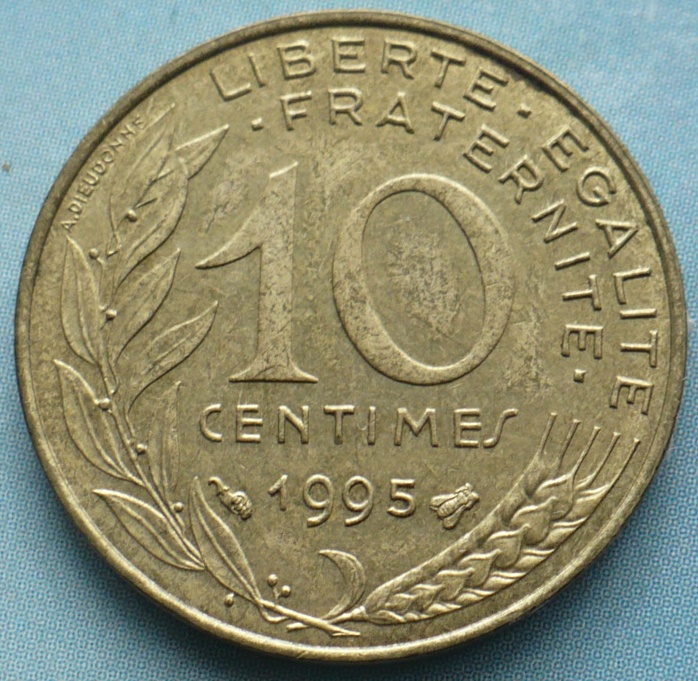 LIBERTE · EGALITE
· FRATERNITE ·
A.DIEUDONNE
10
CENTIMES
1995